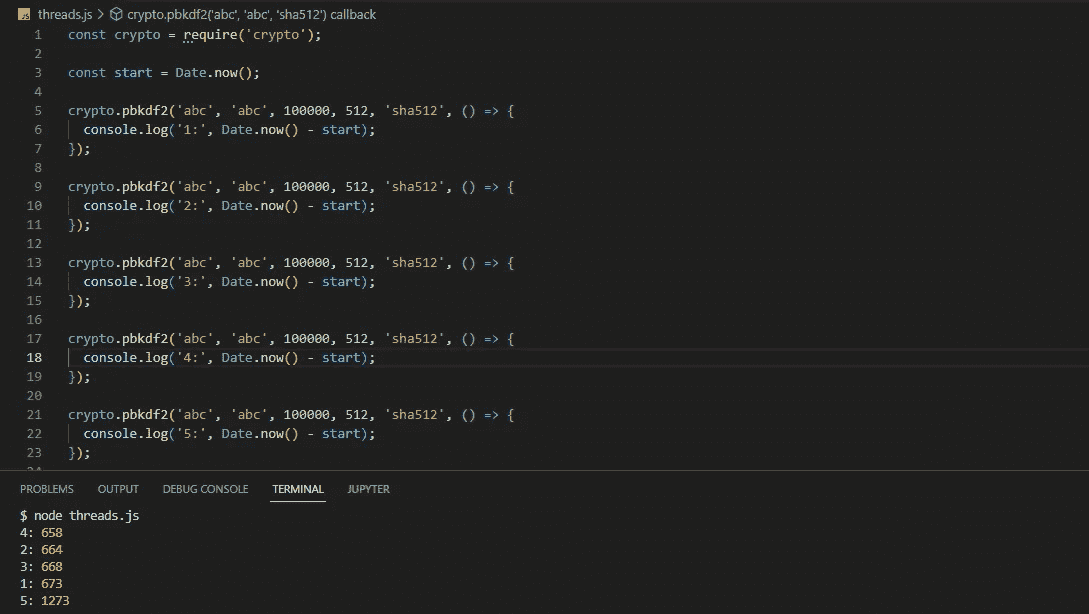 threads.js > crypto.pbkdf2('abc', 'abc', 'sha512') callback
1 const crypto = require('crypto');
2
3 const start = Date.now();
4
5 crypto.pbkdf2('abc', 'abc', 100000, 512, 'sha512', () => {
6 console.log('1:', Date.now() - start);
7 });
8
9 crypto.pbkdf2('abc', 'abc', 100000, 512, 'sha512', () => {
10 console.log('2:', Date.now() - start);
11 });
12
13 crypto.pbkdf2('abc', 'abc', 100000, 512, 'sha512', () => {
14 console.log('3:', Date.now() - start);
15 });
16
17 crypto.pbkdf2('abc', 'abc', 100000, 512, 'sha512', () => {
18 console.log('4:', Date.now() - start);
19 });
20
21 crypto.pbkdf2('abc', 'abc', 100000, 512, 'sha512', () => {
22 console.log('5:', Date.now() - start);
23 });
PROBLEMS OUTPUT DEBUG CONSOLE TERMINAL JUPYTER
$ node threads.js
4: 658
2: 664
3: 668
1: 673
5: 1273